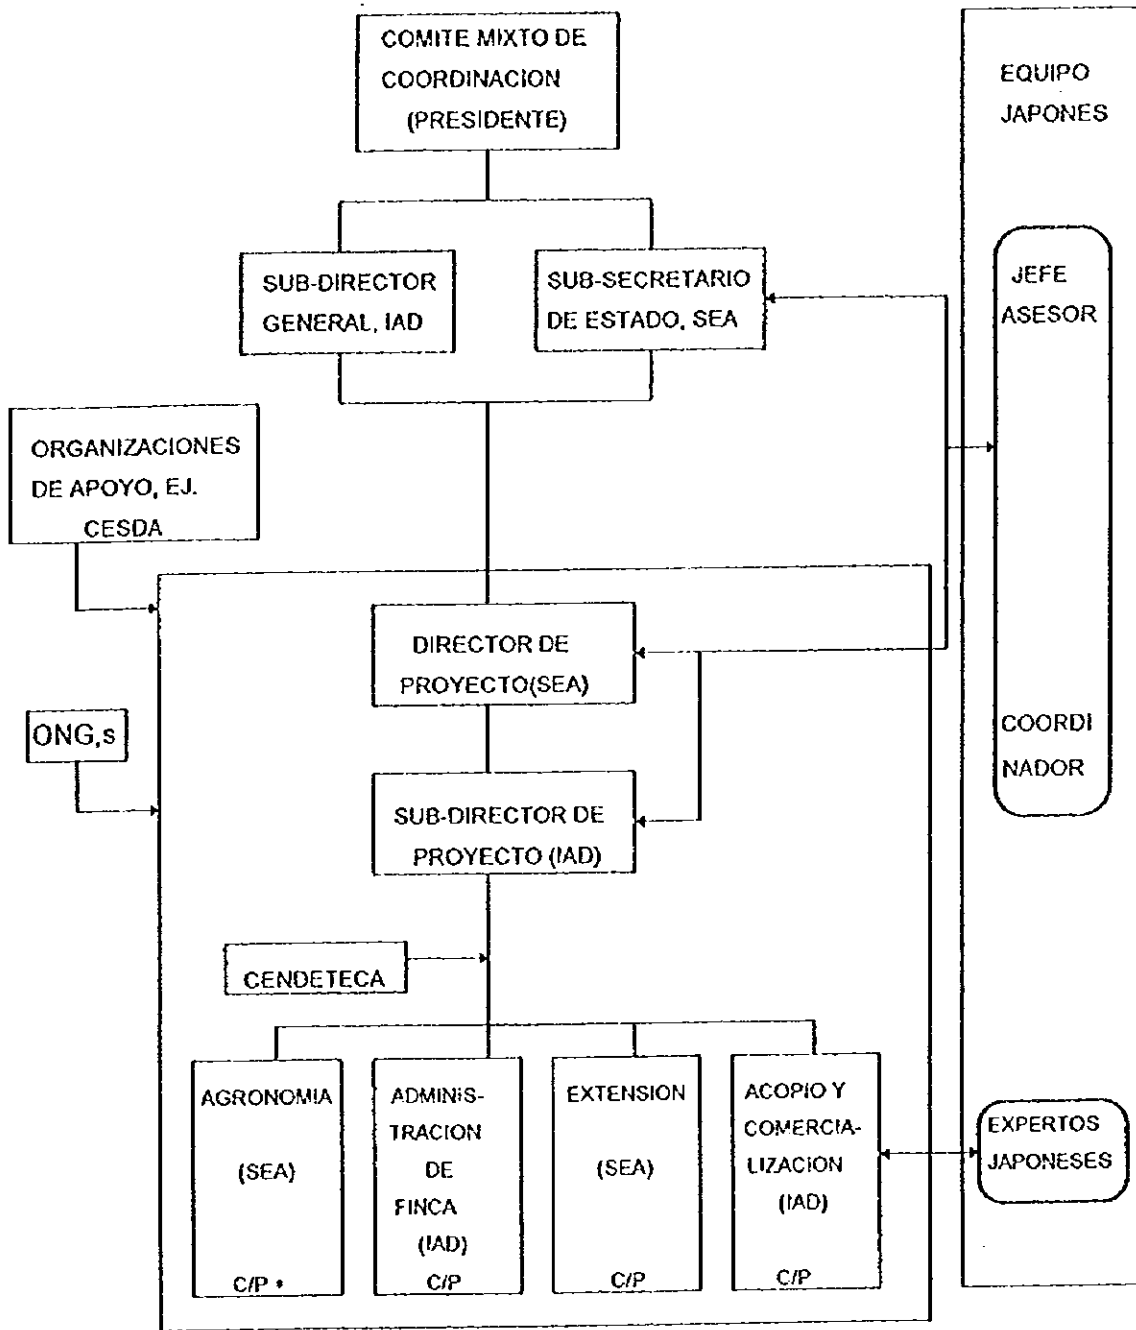 COMITE MIXTO DE
COORDINACION
(PRESIDENTE)
EQUIPO
JAPONES
SUB-DIRECTOR
GENERAL, IAD
SUB-SECRETARIO
DE ESTADO, SEA
JEFE
ASESOR
ORGANIZACIONES
DE APOYO, EJ.
CESDA
DIRECTOR DE
PROYECTO(SEA)
ONG,s
COORDI
NADOR
SUB-DIRECTOR DE
PROYECTO (IAD)
CENDETECA
AGRONOMIA
(SEA)
C/P *
ADMINIS-
TRACION
DE
FINCA
(IAD)
C/P
EXTENSION
(SEA)
C/P
ACOPIO Y
COMERCIA-
LIZACION
(IAD)
C/P
EXPERTOS
JAPONESES